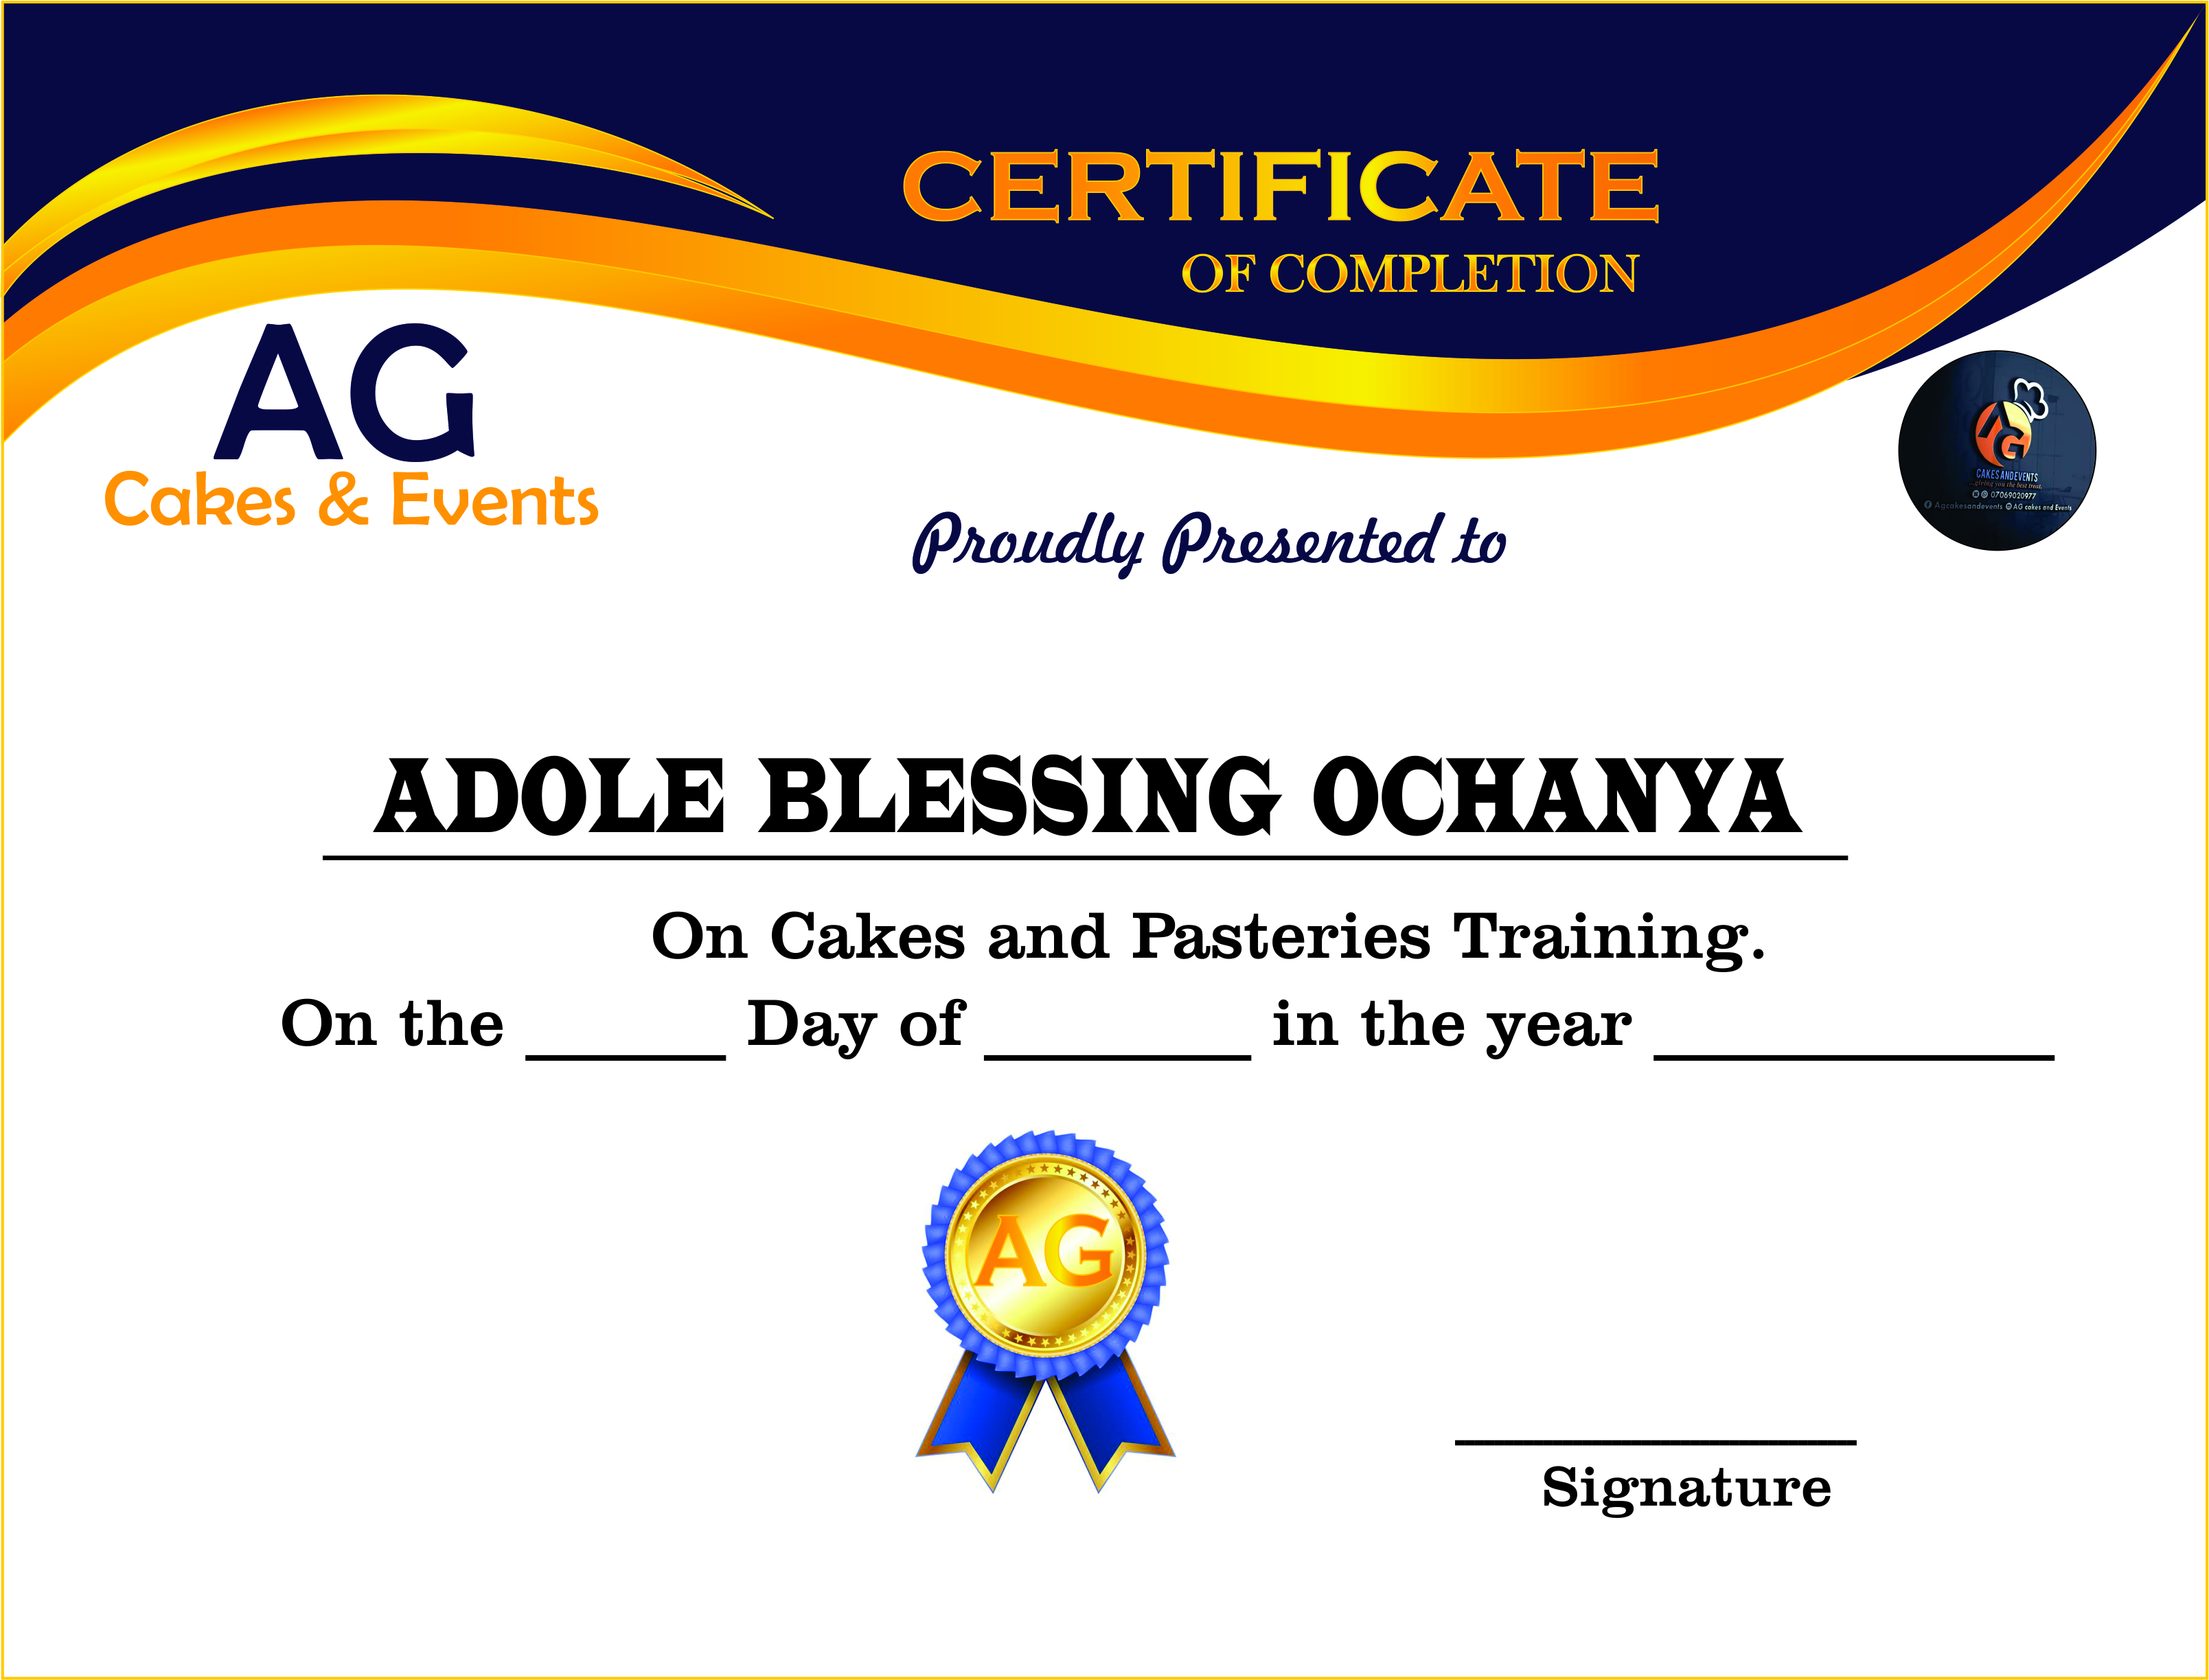 CERTIFICATE
OF COMPLETION
AG
Cakes & Events
AG
CAKES AND EVENTS
...giving you the best treat.
07069020977
Agcakesandevents AG cakes and Events
Proudly Presented to
ADOLE BLESSING OCHANYA
On Cakes and Pasteries Training.
On the ______ Day of ________ in the year ____________
AG
Signature